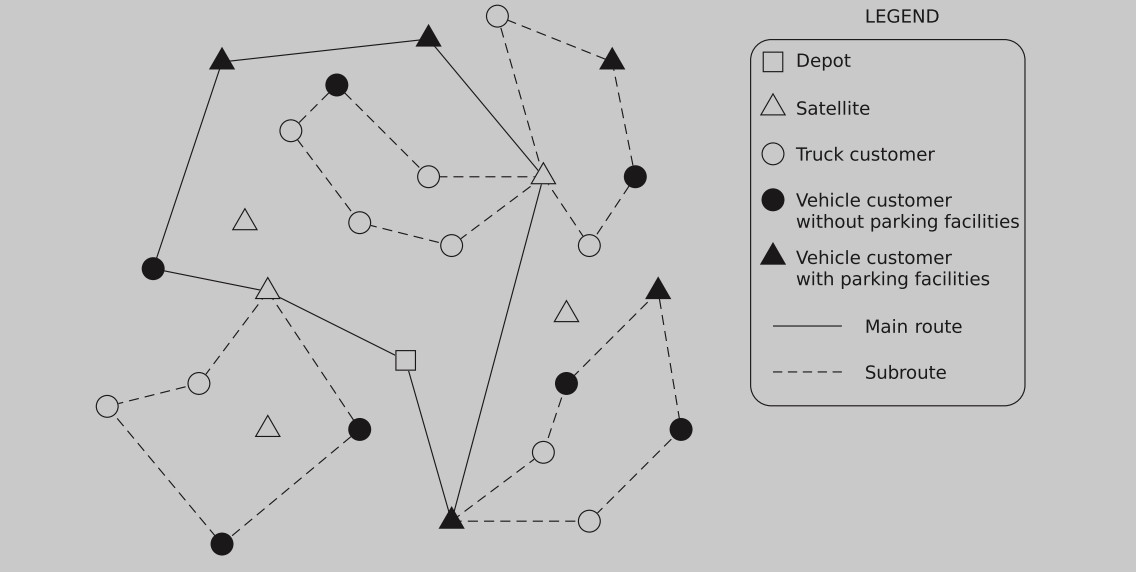 LEGEND
Depot
Satellite
Truck customer
Vehicle customer
without parking facilities
Vehicle customer
with parking facilities
Main route
Subroute